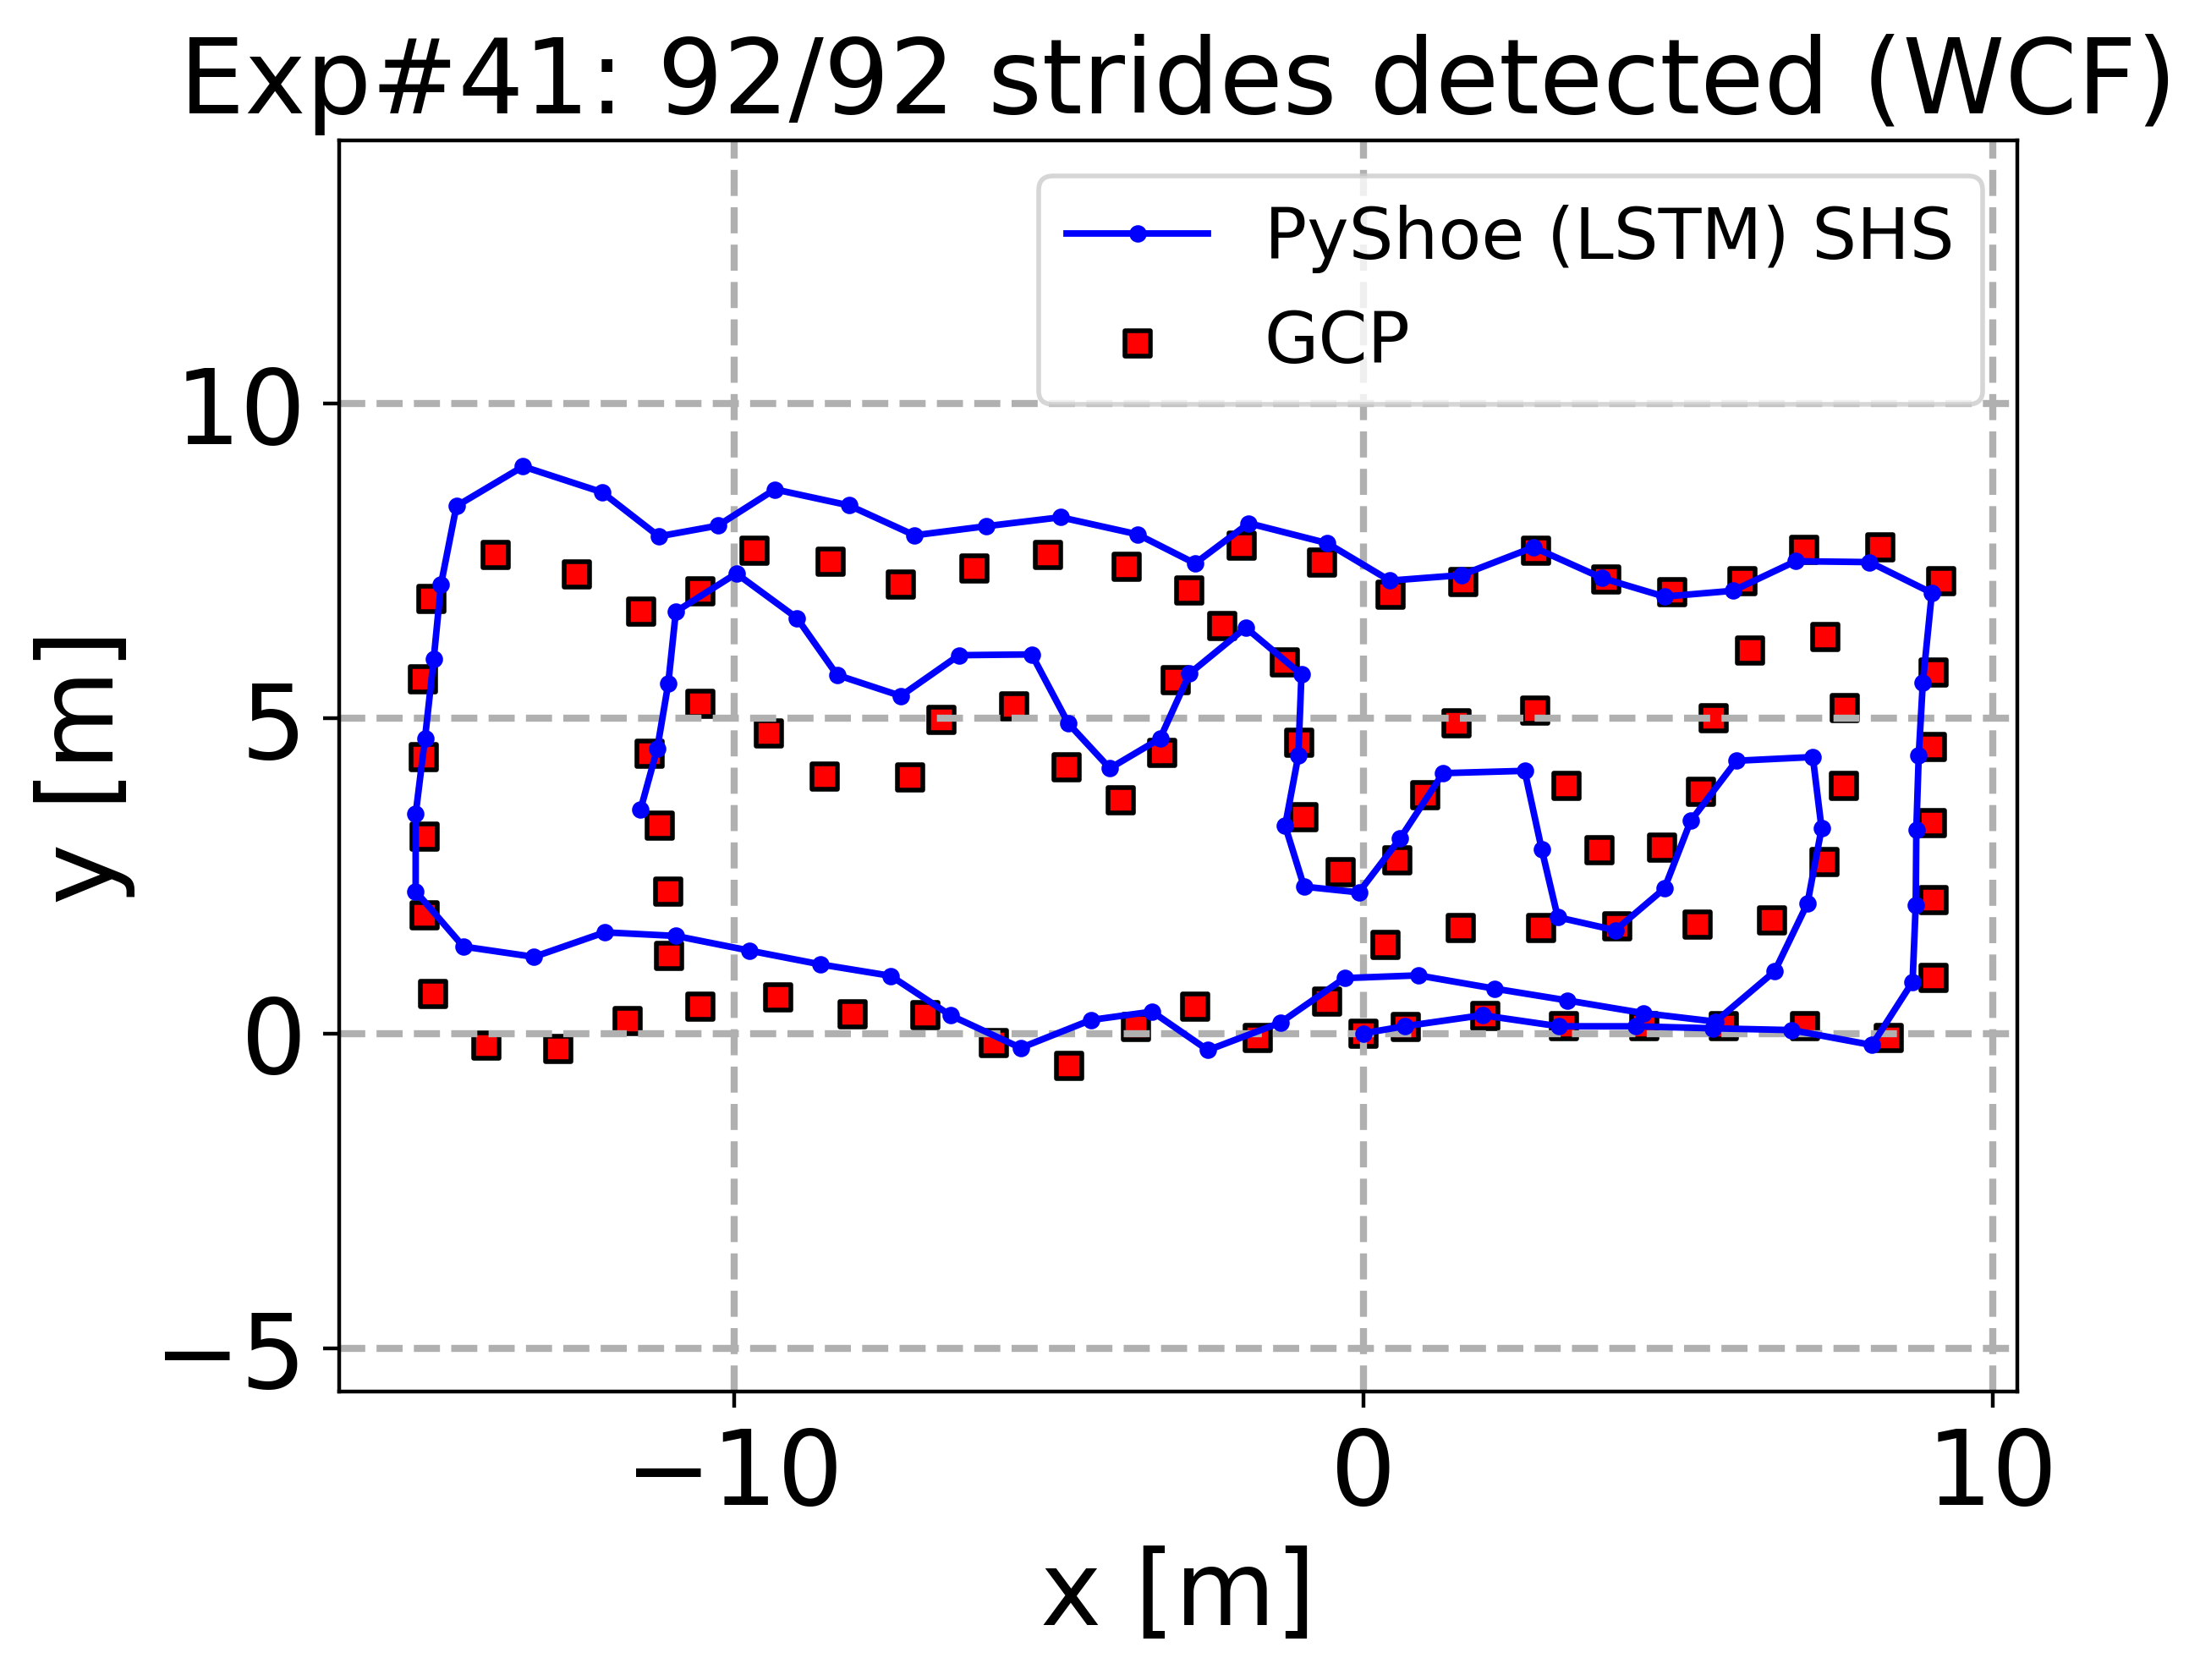 Exp#41: 92/92 strides detected (WCF)
PyShoe (LSTM) SHS
GCP
10
5
0
−5
y [m]
−10
0
10
x [m]